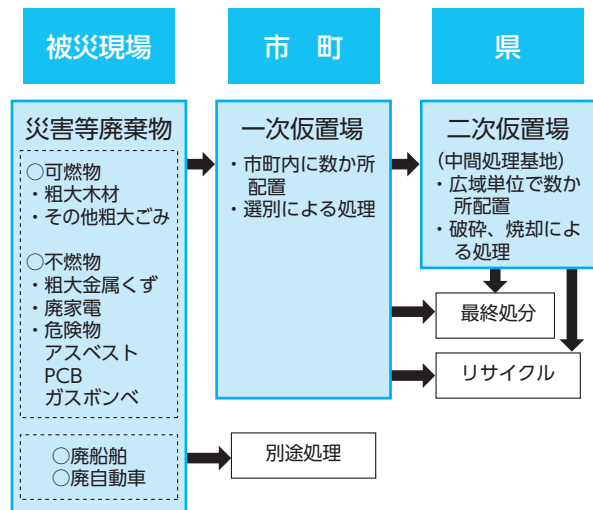 被災現場
市　町
県
災害等廃棄物
○可燃物
・粗大木材
・その他粗大ごみ
○不燃物
・粗大金属くず
・廃家電
・危険物
アスベスト
PCB
ガスボンベ
○廃船舶
○廃自動車
一次仮置場
・市町内に数か所
配置
・選別による処理
二次仮置場
(中間処理基地)
・広域単位で数か
所配置
・破砕、焼却によ
る処理
最終処分
リサイクル
別途処理